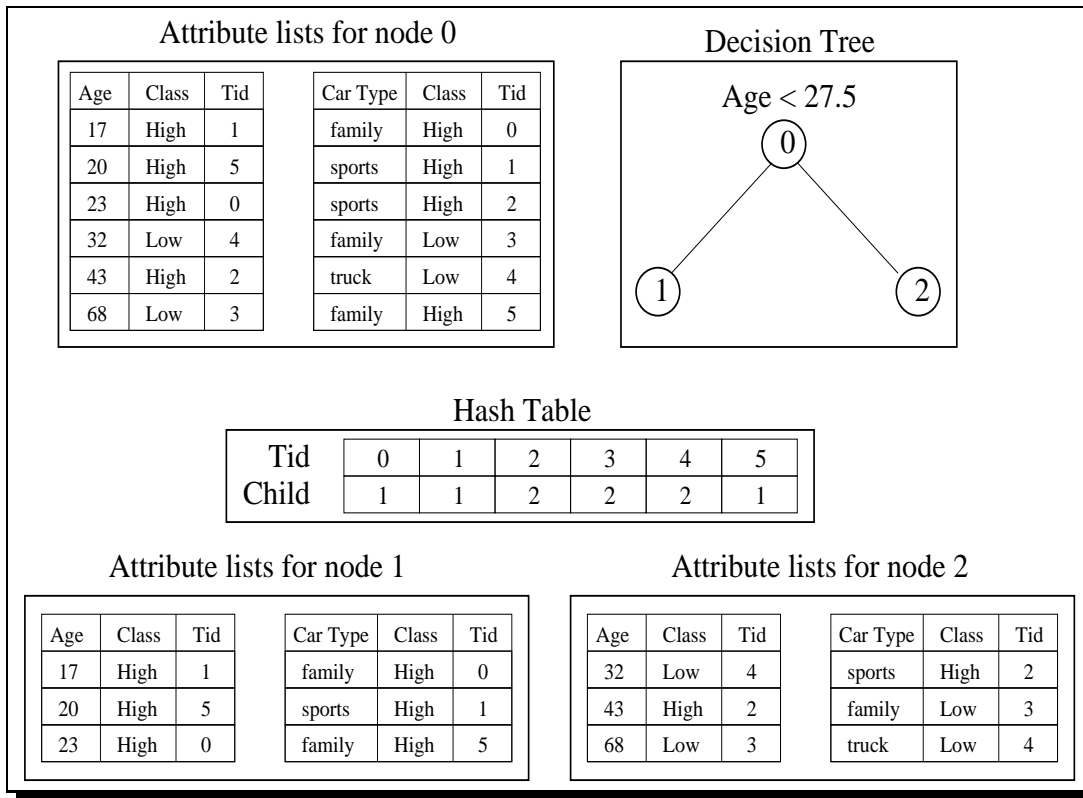 Attribute lists for node 0
Age Class Tid
17 High 1
20 High 5
23 High 0
32 Low 4
43 High 2
68 Low 3
Car Type Class Tid
family High 0
sports High 1
sports High 2
family Low 3
truck Low 4
family High 5
Decision Tree
Age < 27.5
0
1
2
Hash Table
Tid 0 1 2 3 4 5
Child 1 1 2 2 2 1
Attribute lists for node 1
Age Class Tid
17 High 1
20 High 5
23 High 0
Car Type Class Tid
family High 0
sports High 1
family High 5
Attribute lists for node 2
Age Class Tid
32 Low 4
43 High 2
68 Low 3
Car Type Class Tid
sports High 2
family Low 3
truck Low 4